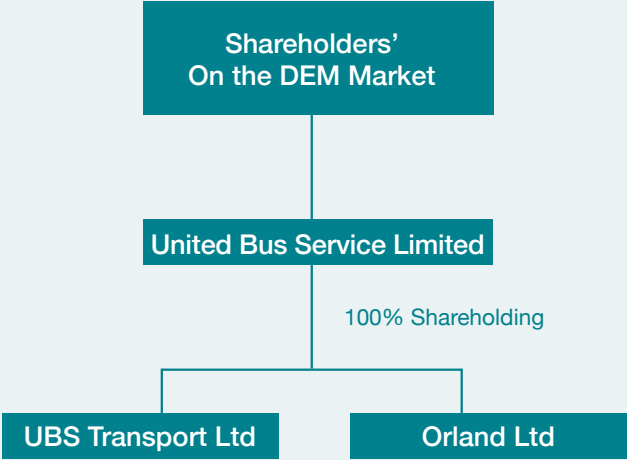 Shareholders’
On the DEM Market
United Bus Service Limited
100% Shareholding
UBS Transport Ltd
Orland Ltd